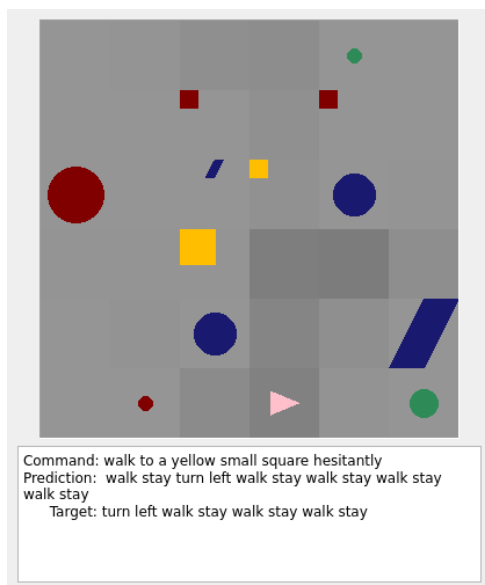 Command: walk to a yellow small square hesitantly
Prediction:  walk stay turn left walk stay walk stay walk stay
walk stay
Target: turn left walk stay walk stay walk stay